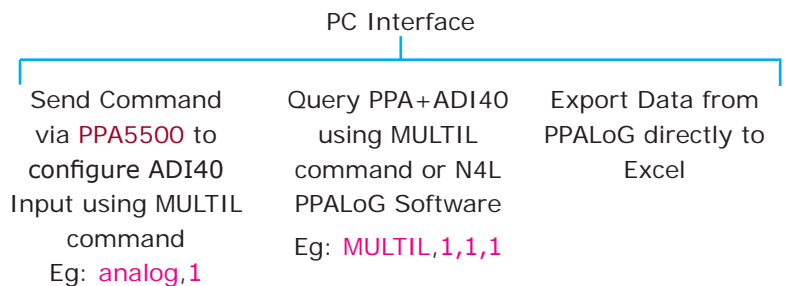 PC Interface
Send Command
via PPA5500 to
configure ADI40
Input using MULTIL
command
Eg: analog,1
Query PPA+ADI40
using MULTIL
command or N4L
PPALoG Software
Eg: MULTIL,1,1,1
Export Data from
PPALoG directly to
Excel